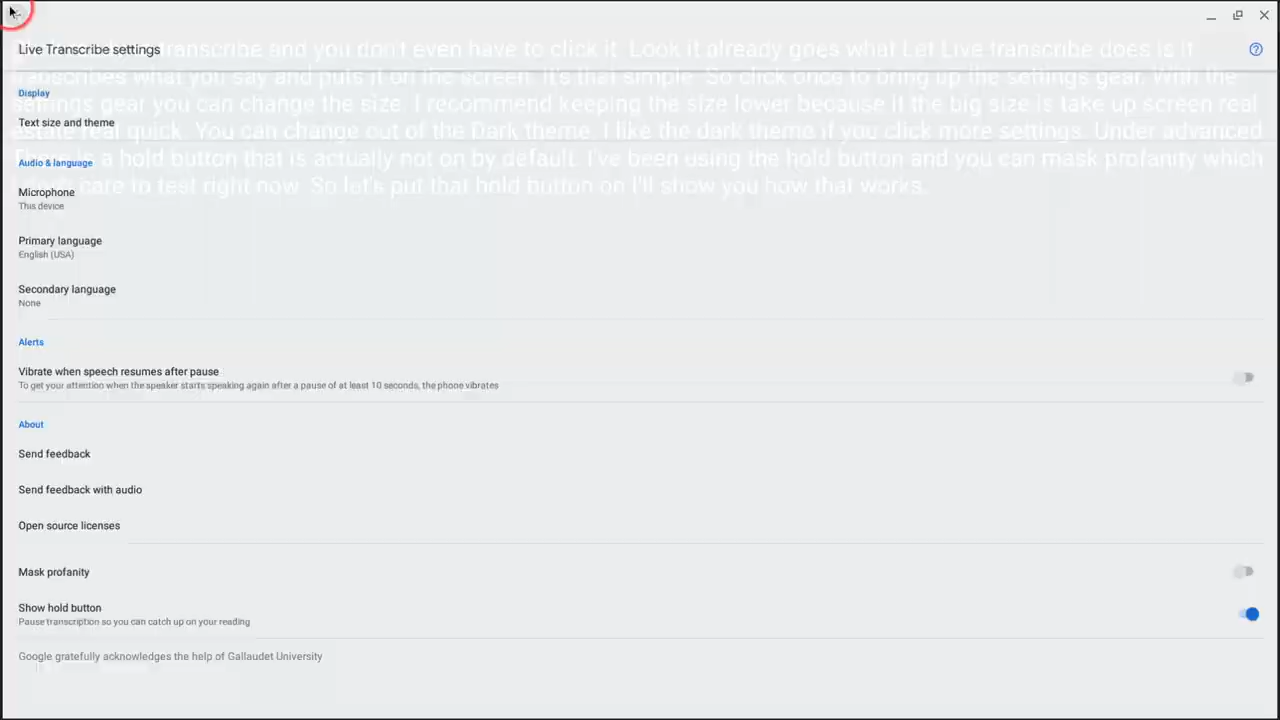 Live Transcribe settings
transcribe and you don't even have to click it. Look it already goes what Let Live transcribe does is it
transcribes what you say and puts it on the screen. It's that simple. So click once to bring up the settings gear. With the
settings gear you can change the size. I recommend keeping the size lower because it the big size is take up screen real
estate real quick. You can change out of the Dark theme. I like the dark theme if you click more settings. Under advanced
is a hold button that is actually not on by default. I've been using the hold button and you can mask profanity which
care to test right now. So let's put that hold button on I'll show you how that works.
Display
Text size and theme
Audio & language
Microphone
This device
Primary language
English (USA)
Secondary language
None
Alerts
Vibrate when speech resumes after pause
To get your attention when the speaker starts speaking again after a pause of at least 10 seconds, the phone vibrates
About
Send feedback
Send feedback with audio
Open source licenses
Mask profanity
Show hold button
Pause transcription so you can catch up on your reading
Google gratefully acknowledges the help of Gallaudet University